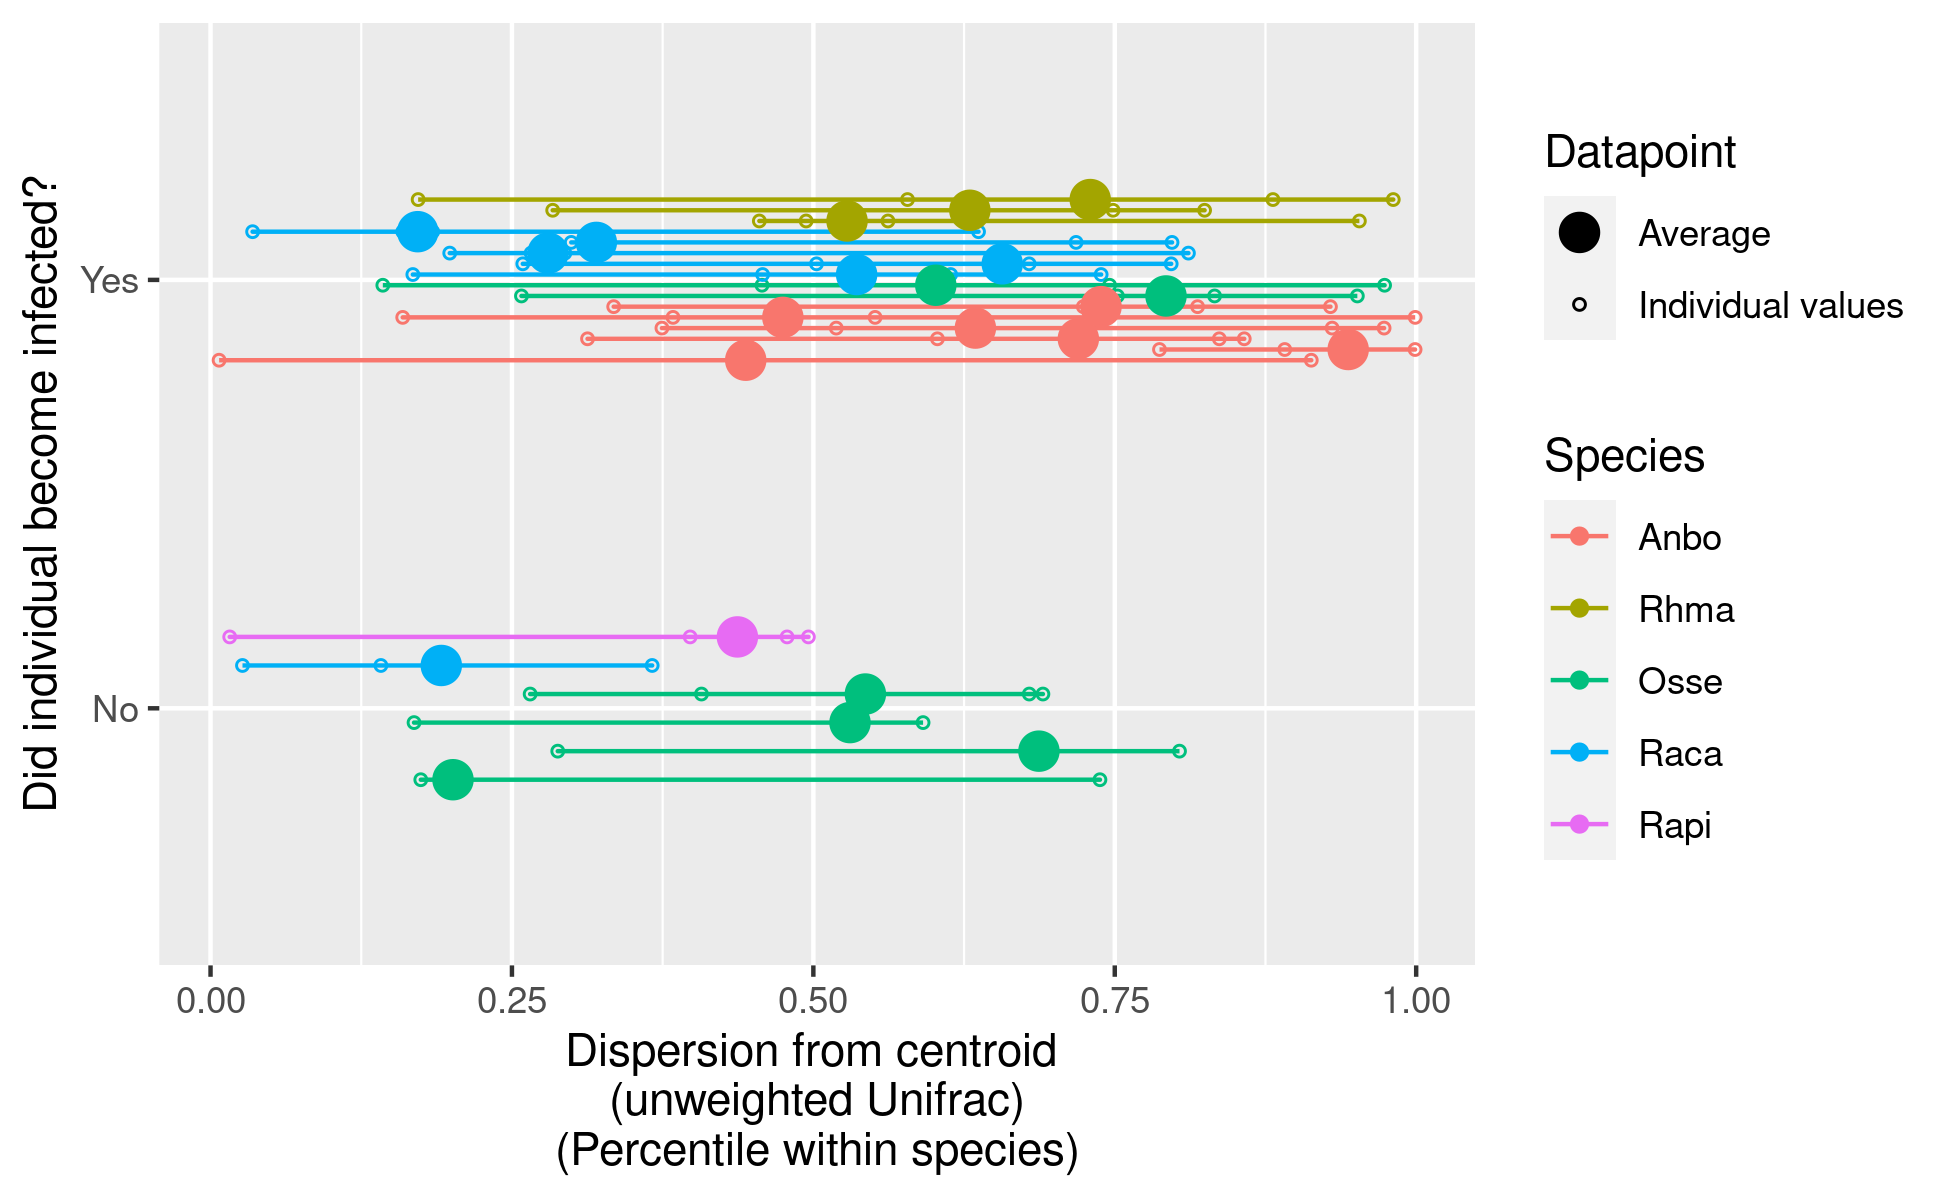 Did individual become infected?
Yes
No
0.00
0.25
0.50
0.75
1.00
Dispersion from centroid
(unweighted Unifrac)
(Percentile within species)
Datapoint
Average
Individual values
Species
Anbo
Rhma
Osse
Raca
Rapi